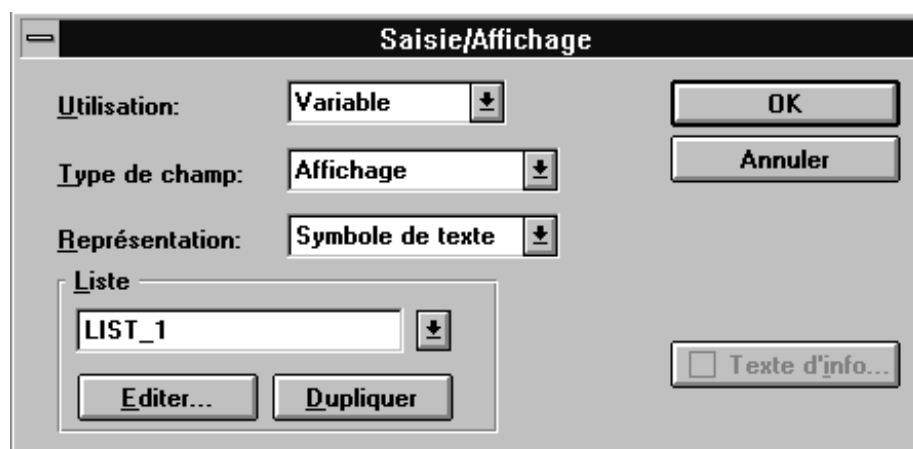 Saisie/Affichage
Utilisation: Variable
OK
Type de champ: Affichage
Annuler
Représentation: Symbole de texte
Liste
LIST_1
Texte d'info...
Editer... Dupliquer